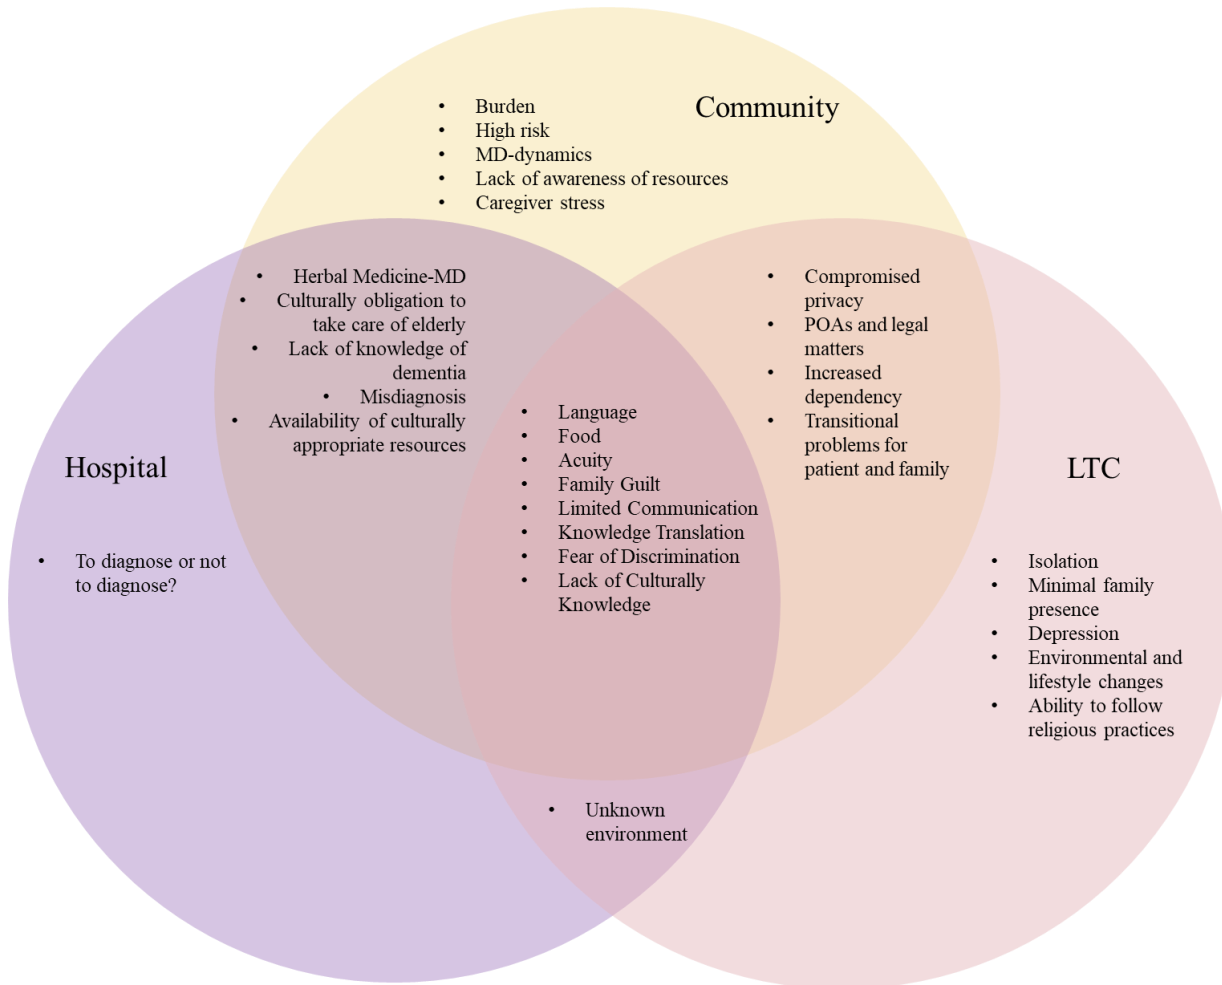 Community
• Burden
• High risk
• MD-dynamics
• Lack of awareness of resources
• Caregiver stress
• Herbal Medicine-MD
• Culturally obligation to
take care of elderly
• Lack of knowledge of
dementia
• Misdiagnosis
• Availability of culturally
appropriate resources
• Compromised
privacy
• POAs and legal
matters
• Increased
dependency
• Transitional
problems for
patient and family
• Language
• Food
• Acuity
• Family Guilt
• Limited Communication
• Knowledge Translation
• Fear of Discrimination
• Lack of Culturally
Knowledge
Hospital
• To diagnose or not
to diagnose?
LTC
• Isolation
• Minimal family
presence
• Depression
• Environmental and
lifestyle changes
• Ability to follow
religious practices
• Unknown
environment